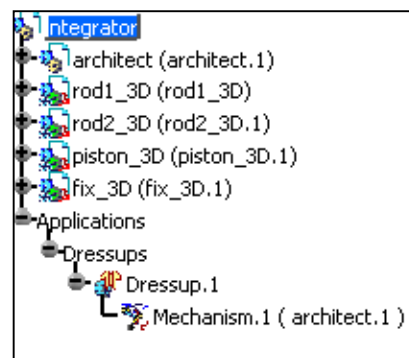 ntegrator
architect (architect.1)
rod1_3D (rod1_3D)
rod2_3D (rod2_3D.1)
piston_3D (piston_3D.1)
fix_3D (fix_3D.1)
Applications
Dressups
Dressup.1
Mechanism.1 ( architect.1 )